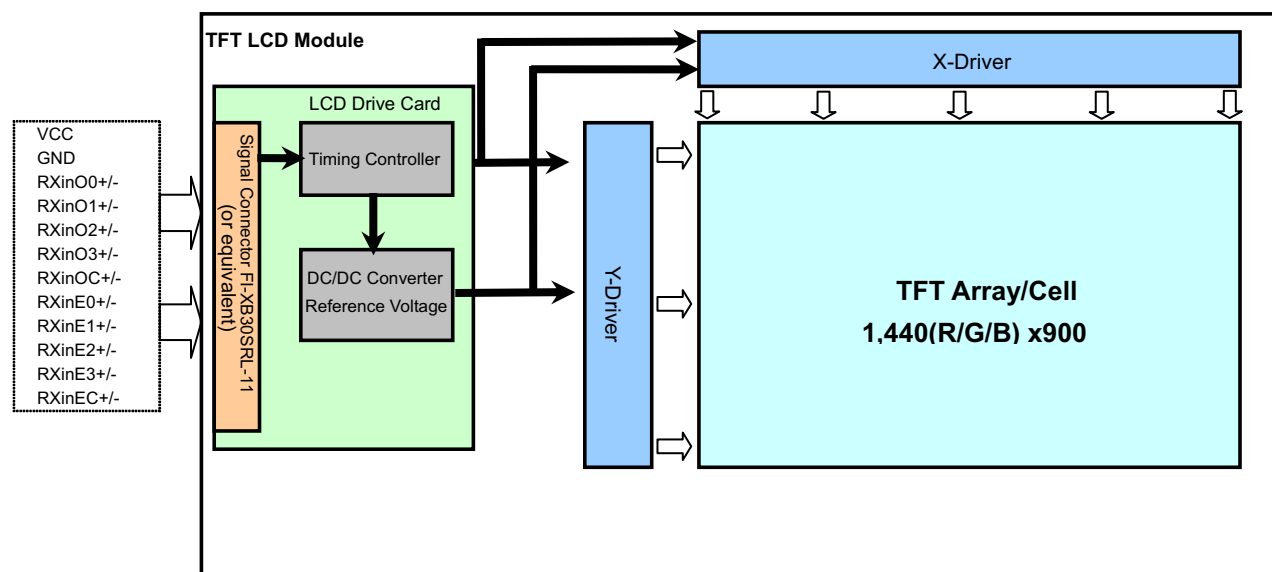 TFT LCD Module
X-Driver
LCD Drive Card
VCC
GND
RXinO0+/-
RXinO1+/-
RXinO2+/-
RXinO3+/-
RXinOC+/-
RXinE0+/-
RXinE1+/-
RXinE2+/-
RXinE3+/-
RXinEC+/-
Signal Connector FI-XB30SRL-11
(or equivalent)
Timing Controller
DC/DC Converter
Reference Voltage
Y-Driver
TFT Array/Cell
1,440(R/G/B) x900